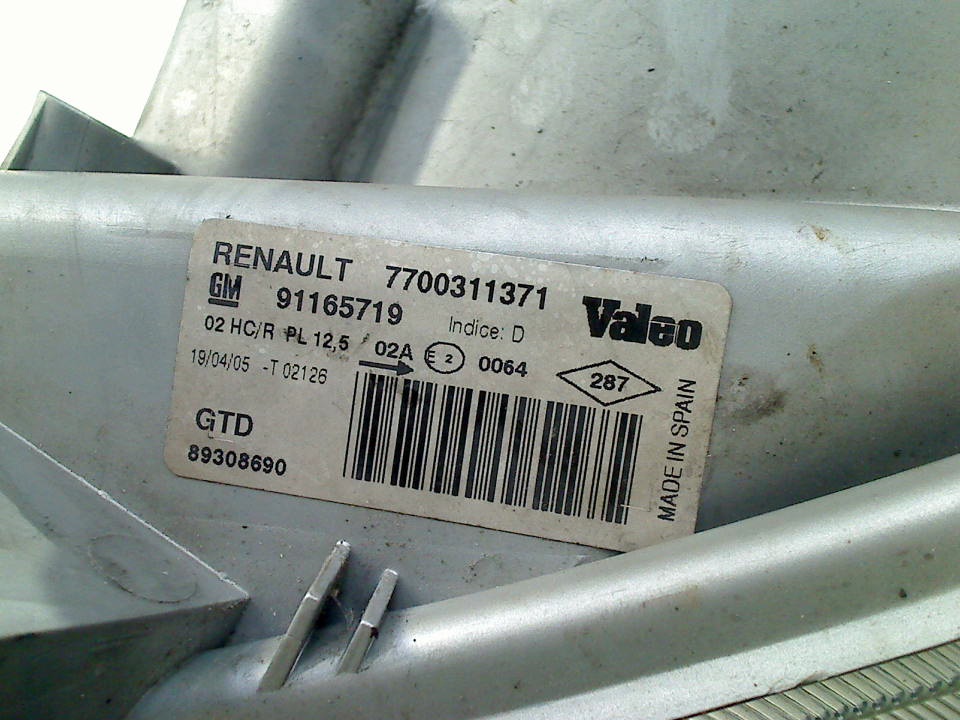 RENAULT 7700311371
GM 91165719
Indice: D
Valeo
02 HC/R PL 12,5
02A E 2 0064
287
19/04/05 -T 02126
GTD
89308690
MADE IN SPAIN